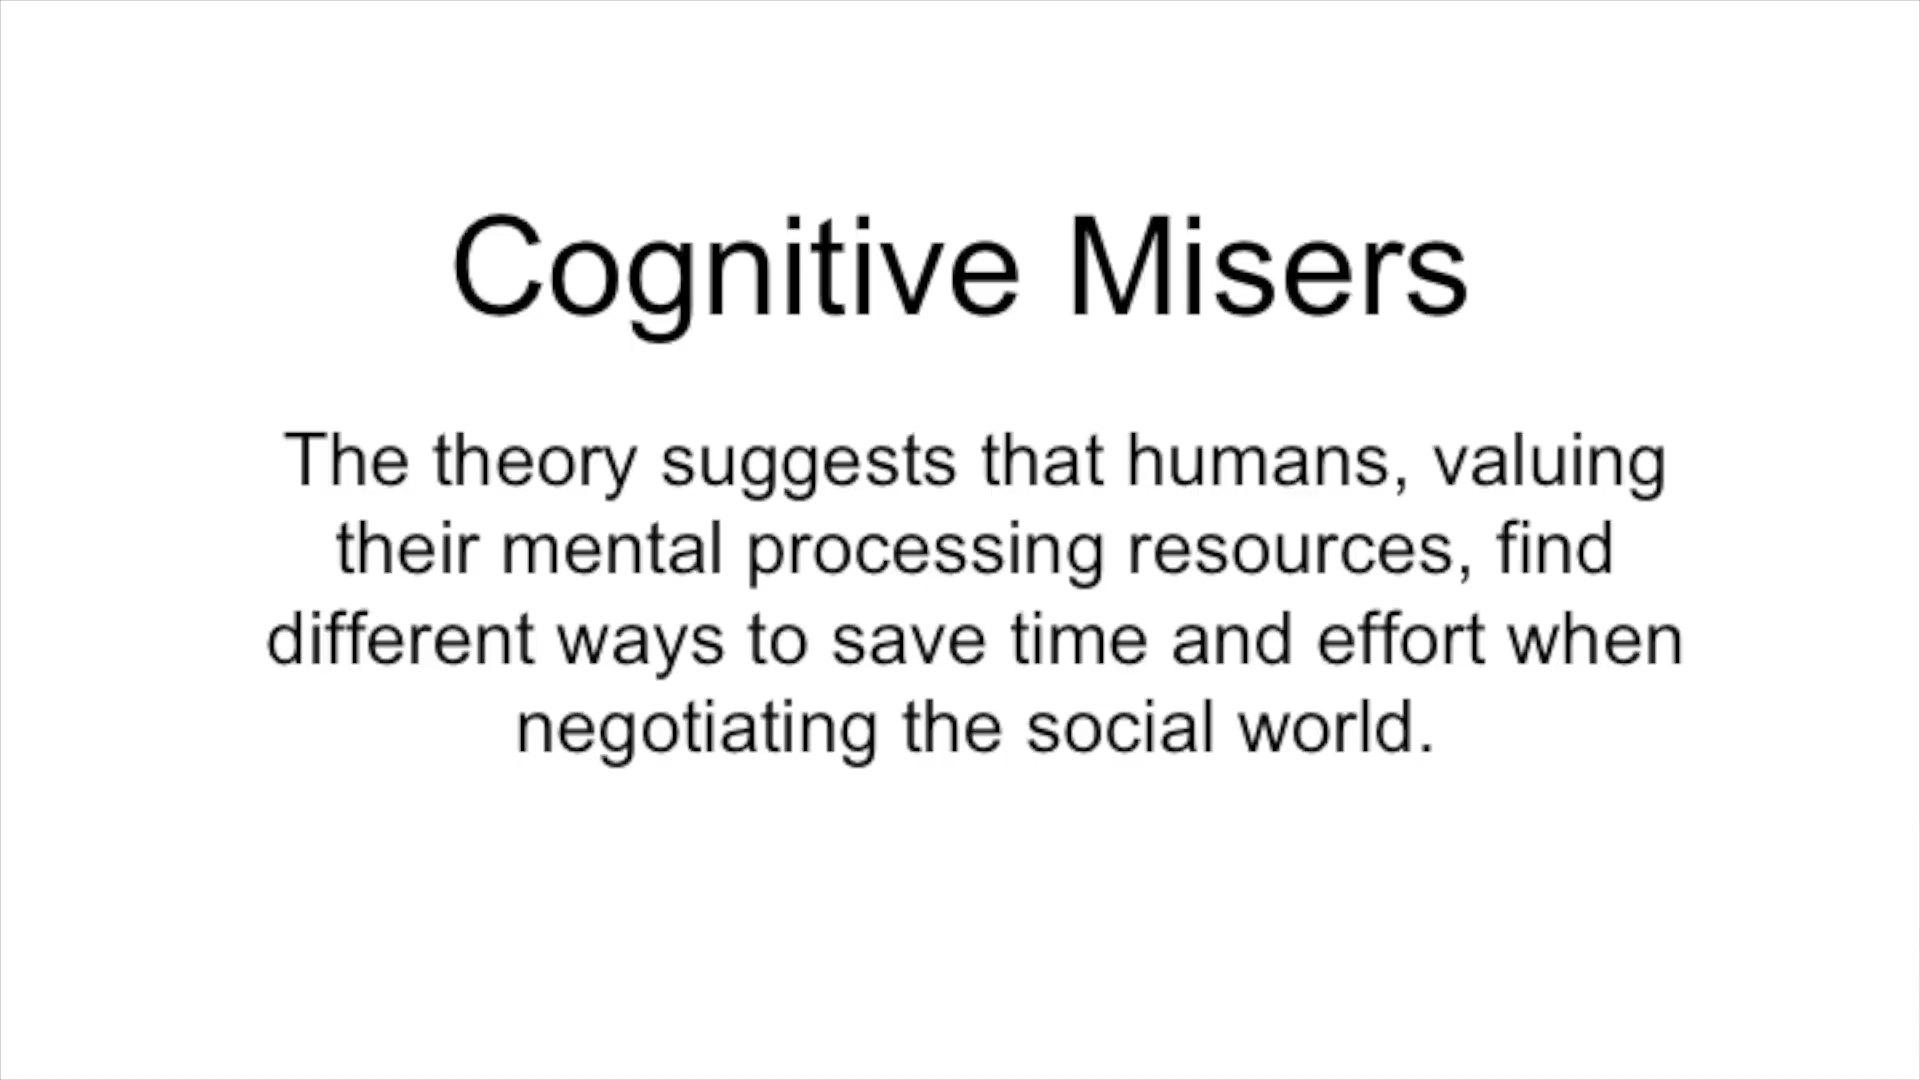 Cognitive Misers
The theory suggests that humans, valuing
their mental processing resources, find
different ways to save time and effort when
negotiating the social world.